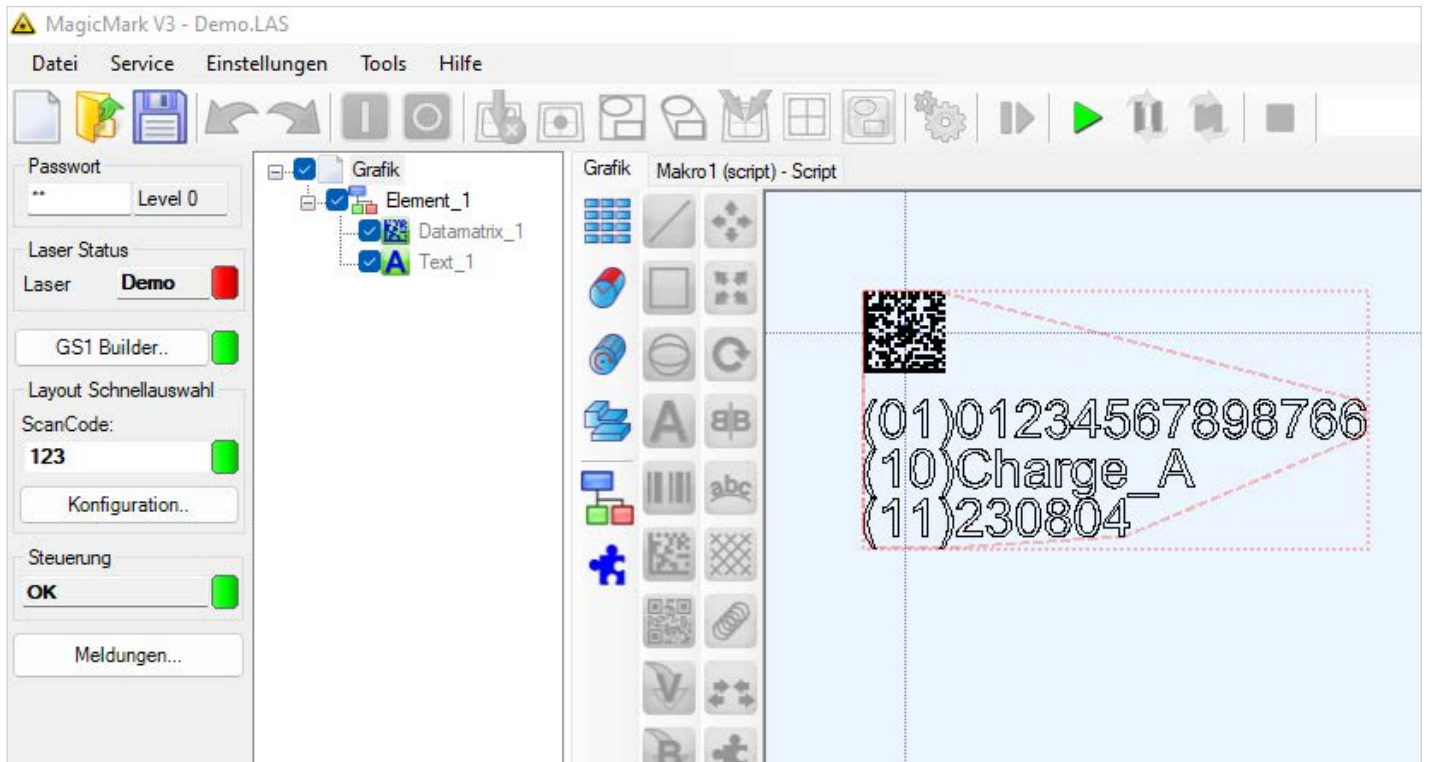 MagicMark V3 - Demo.LAS
Datei Service Einstellungen Tools Hilfe
Passwort
** Level 0
Laser Status
Laser Demo
GS1 Builder..
Layout Schnellauswahl
ScanCode:
123
Konfiguration..
Steuerung
OK
Meldungen...
Grafik
Element_1
Datamatrix_1
A Text_1
Grafik Makro1 (script) - Script
A B|B
abc
V
B
(01)01234567898766
(10)Charge_A
(11)230804